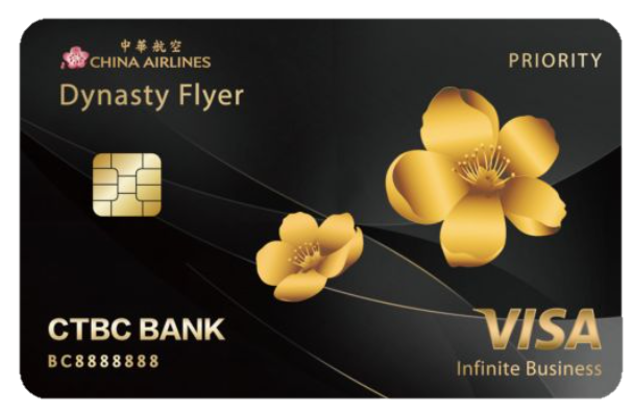 中華航空
CHINA AIRLINES
PRIORITY
Dynasty Flyer
CTBC BANK
BC8888888
VISA
Infinite Business